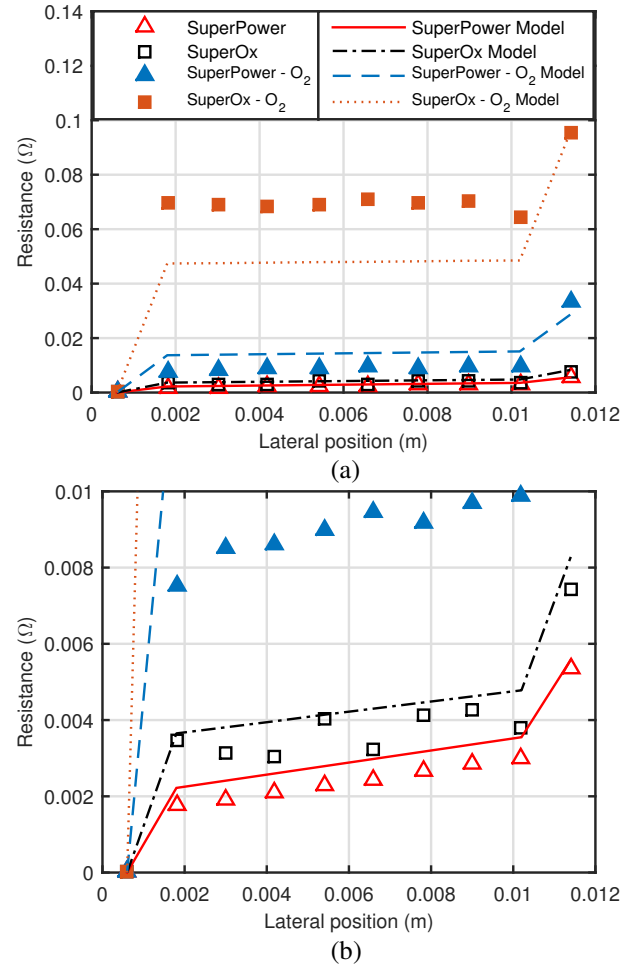 0.14
0.12
0.1
0.08
0.06
0.04
0.02
0
Resistance (Ω)
SuperPower
SuperOx
SuperPower - O₂
SuperOx - O₂
SuperPower Model
SuperOx Model
SuperPower - O₂ Model
SuperOx - O₂ Model
0 0.002 0.004 0.006 0.008 0.01 0.012
Lateral position (m)
(a)
0.01
0.008
0.006
0.004
0.002
0
Resistance (Ω)
0 0.002 0.004 0.006 0.008 0.01 0.012
Lateral position (m)
(b)